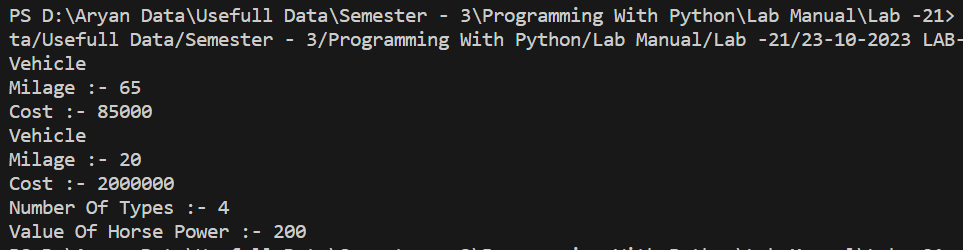 PS D:\Aryan Data\Usefull Data\Semester - 3\Programming With Python\Lab Manual\Lab -21>
ta/Usefull Data/Semester - 3/Programming With Python/Lab Manual/Lab -21/23-10-2023 LAB-
Vehicle
Milage :- 65
Cost :- 85000
Vehicle
Milage :- 20
Cost :- 2000000
Number Of Types :- 4
Value Of Horse Power :- 200